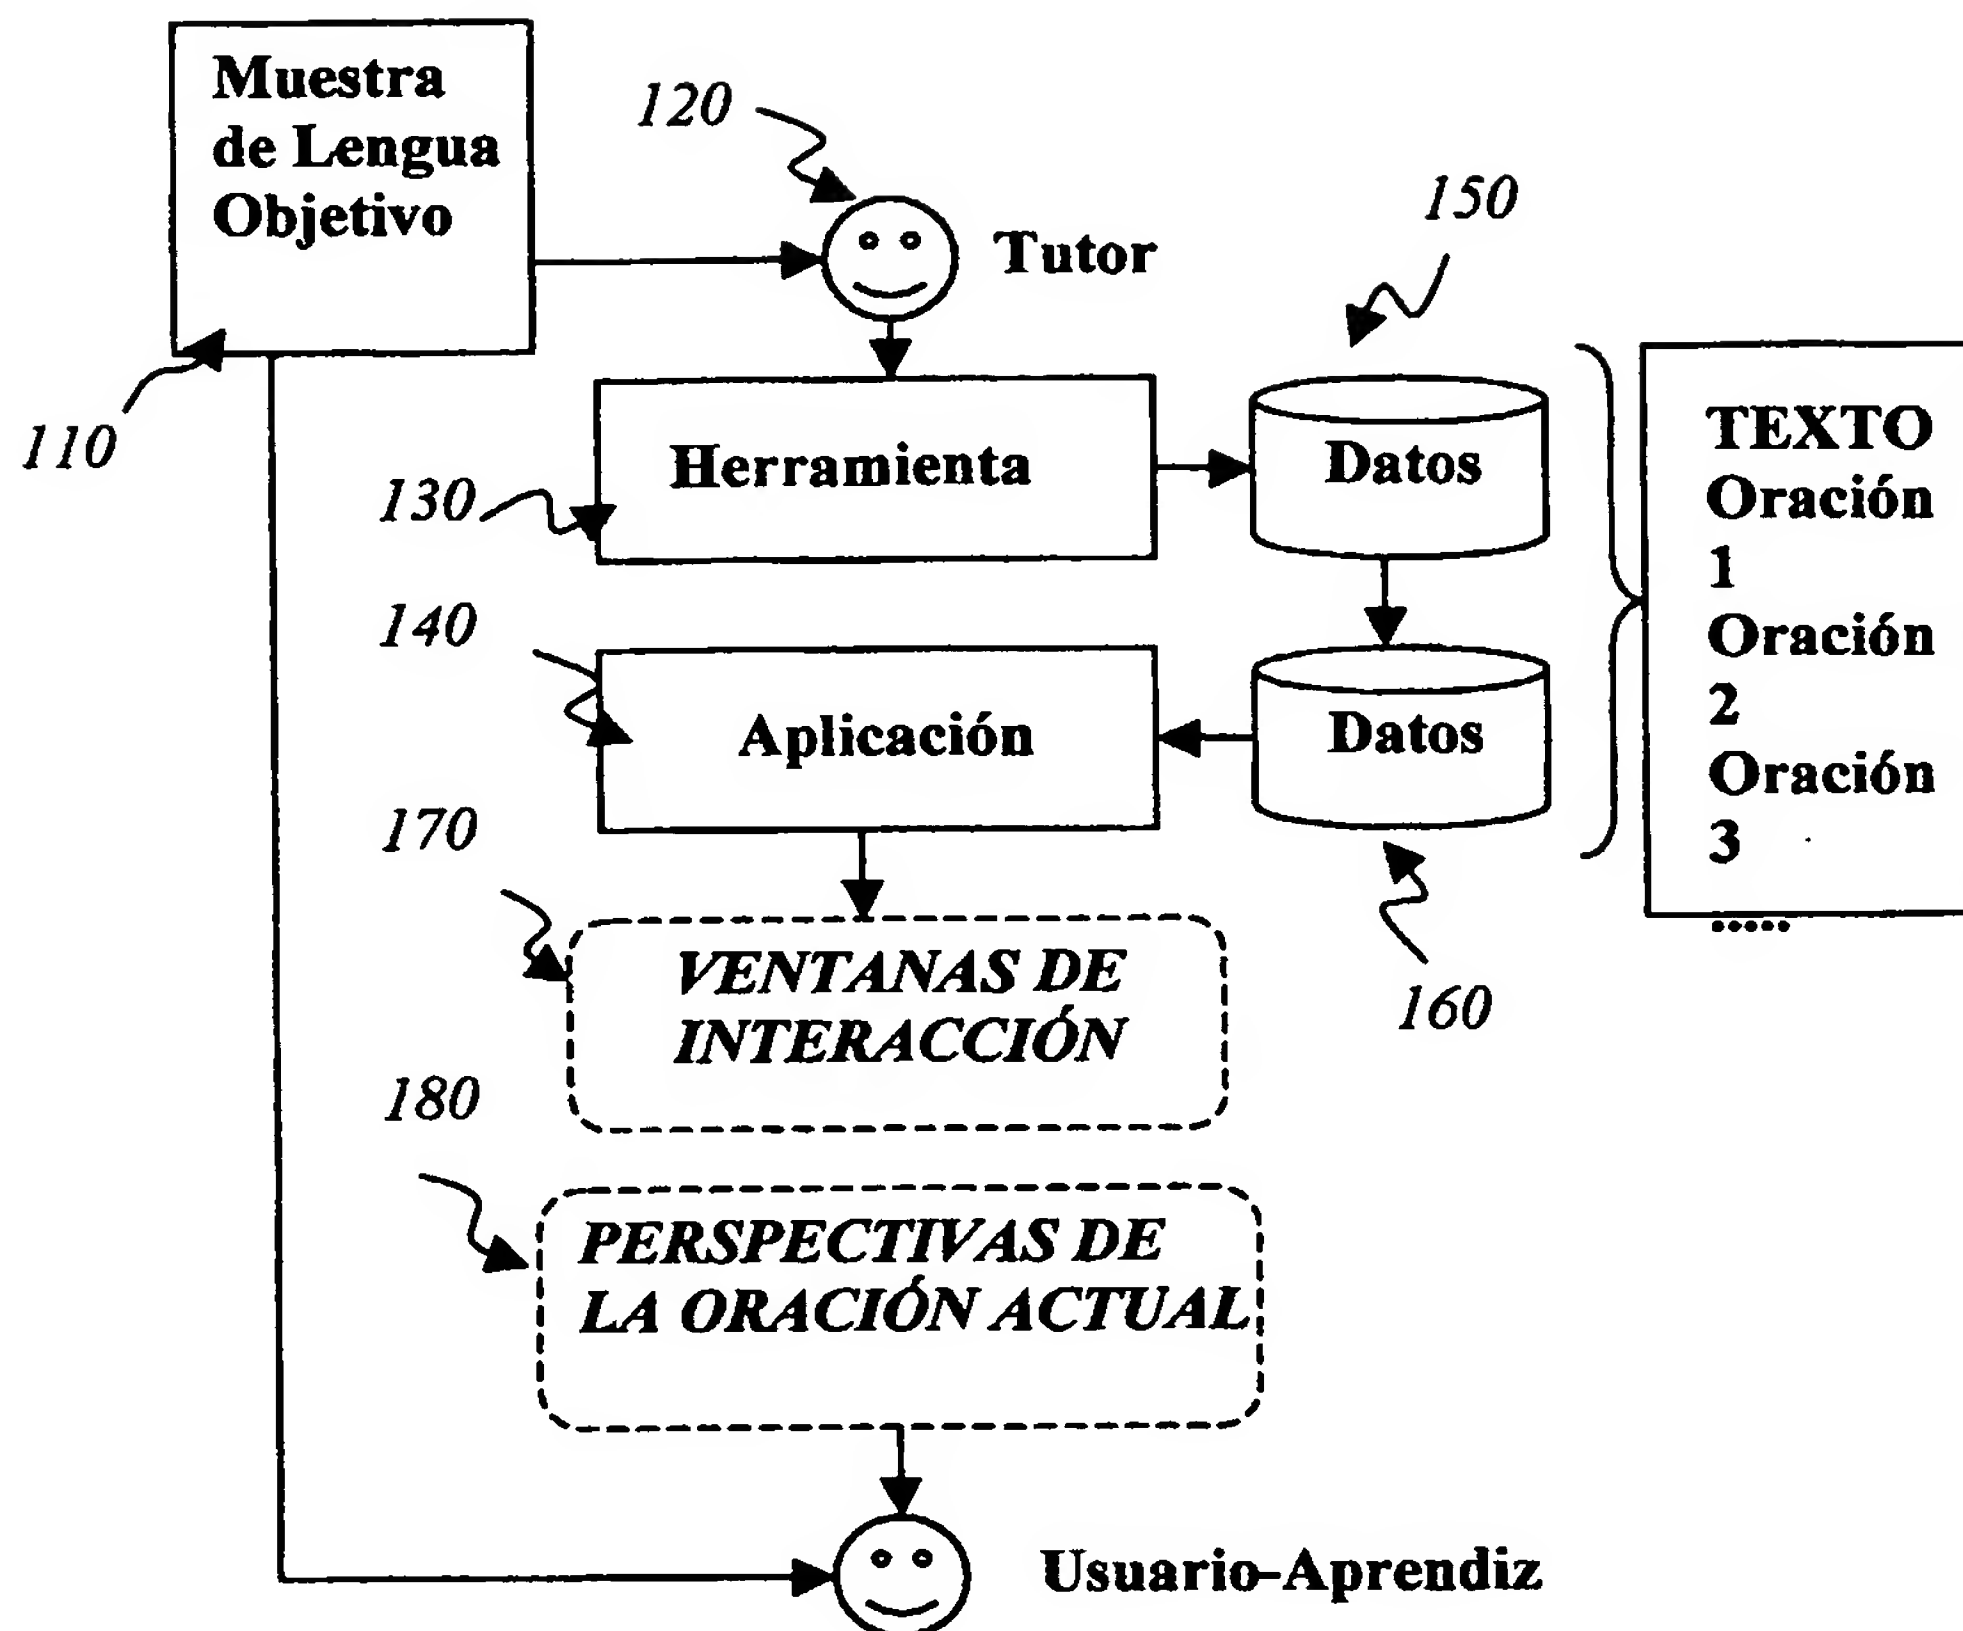 Muestra
de Lengua
Objetivo
120
Tutor
150
110
Herramienta
130
Datos
TEXTO
Oración
1
Oración
2
Oración
3
.....
140
Aplicación
Datos
170
VENTANAS DE
INTERACCIÓN
160
180
PERSPECTIVAS DE
LA ORACIÓN ACTUAL
Usuario-Aprendiz